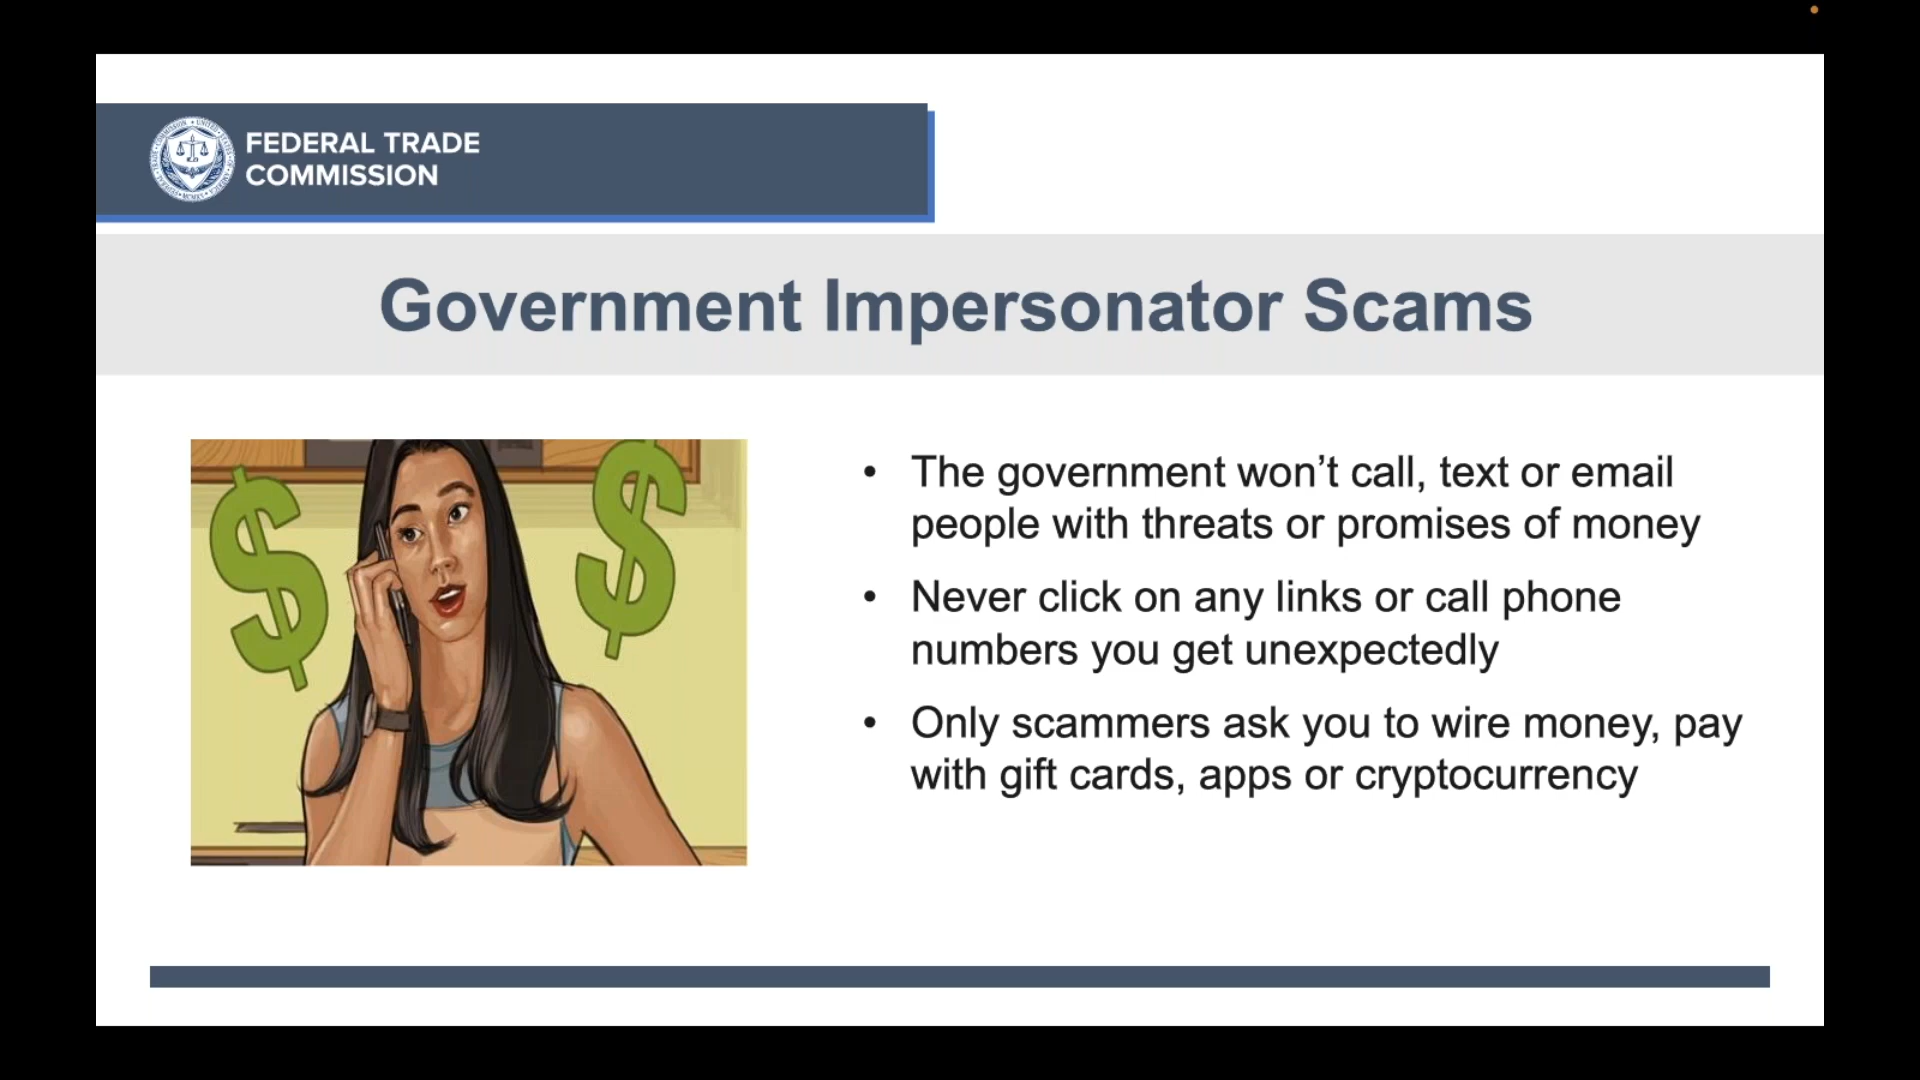 FEDERAL TRADE
COMMISSION
Government Impersonator Scams
• The government won’t call, text or email
people with threats or promises of money
• Never click on any links or call phone
numbers you get unexpectedly
• Only scammers ask you to wire money, pay
with gift cards, apps or cryptocurrency